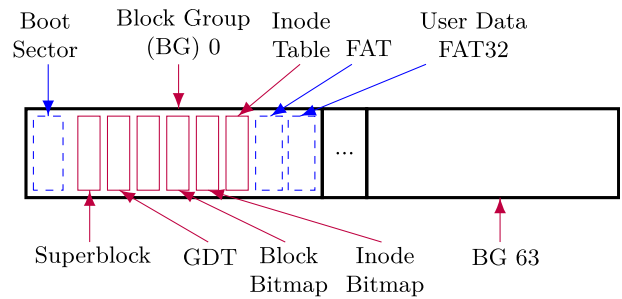 Boot
Sector
Block Group
(BG) 0
Inode
Table
FAT
User Data
FAT32
...
Superblock
GDT
Block
Bitmap
Inode
Bitmap
BG 63